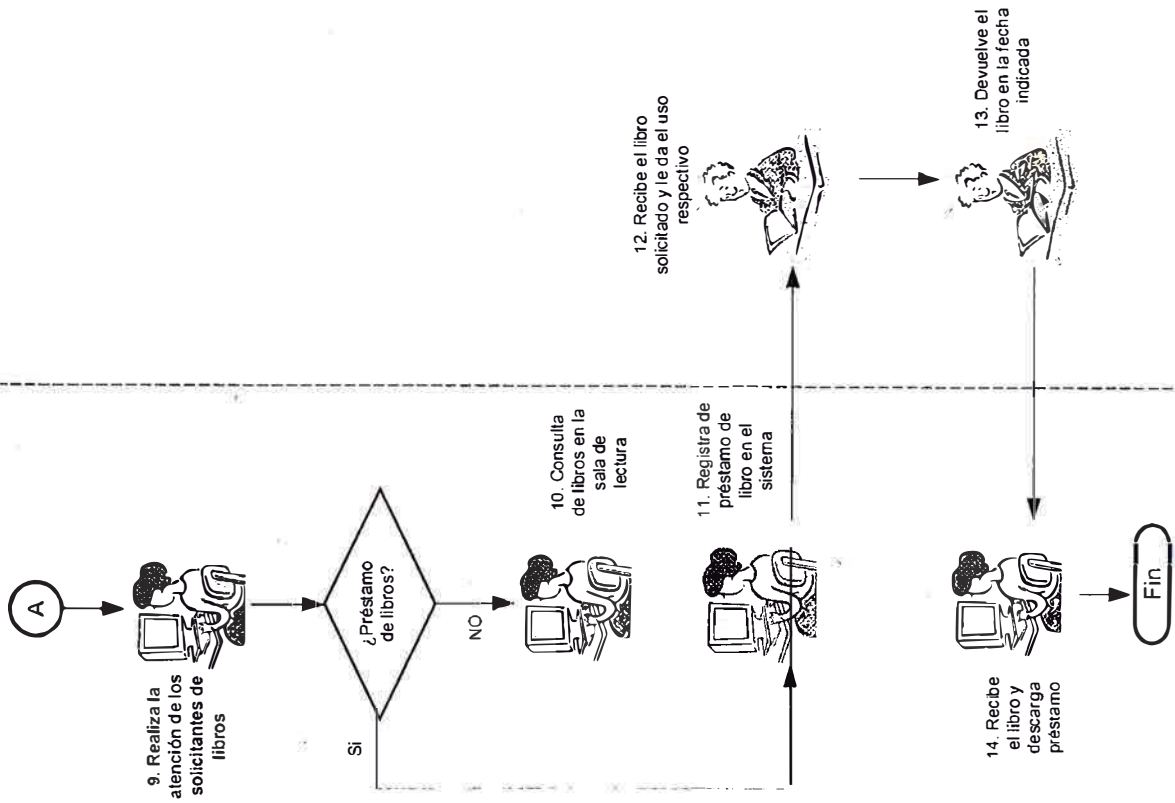 A
9. Realiza la
atención de los
solicitantes de
libros
¿Préstamo
de libros?
Si
NO
10. Consulta
de libros en la
sala de
lectura
11. Registra de
préstamo de
libro en el
sistema
12. Recibe el libro
solicitado y le da el uso
respectivo
13. Devuelve el
libro en la fecha
indicada
14. Recibe
el libro y
descarga
préstamo
Fin